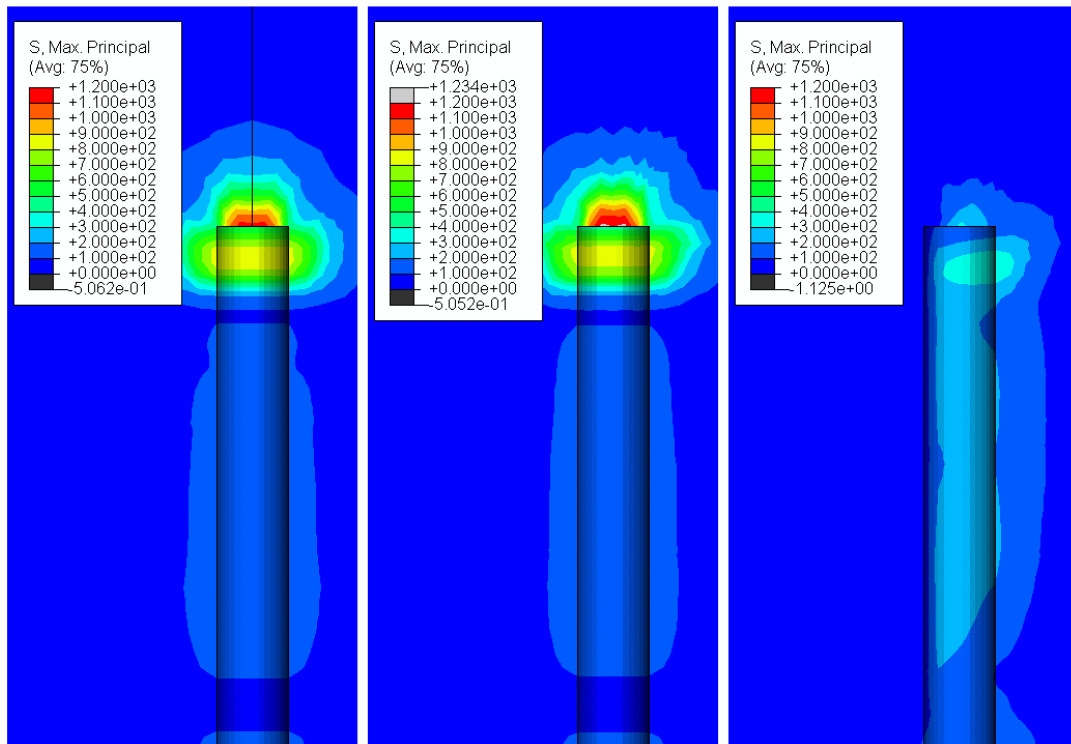 S, Max. Principal
(Avg: 75%)
+1.200e+03
+1.100e+03
+1.000e+03
+9.000e+02
+8.000e+02
+7.000e+02
+6.000e+02
+5.000e+02
+4.000e+02
+3.000e+02
+2.000e+02
+1.000e+02
+0.000e+00
-5.062e-01
S, Max. Principal
(Avg: 75%)
+1.234e+03
+1.200e+03
+1.100e+03
+1.000e+03
+9.000e+02
+8.000e+02
+7.000e+02
+6.000e+02
+5.000e+02
+4.000e+02
+3.000e+02
+2.000e+02
+1.000e+02
+0.000e+00
-5.052e-01
S, Max. Principal
(Avg: 75%)
+1.200e+03
+1.100e+03
+1.000e+03
+9.000e+02
+8.000e+02
+7.000e+02
+6.000e+02
+5.000e+02
+4.000e+02
+3.000e+02
+2.000e+02
+1.000e+02
+0.000e+00
-1.125e+00